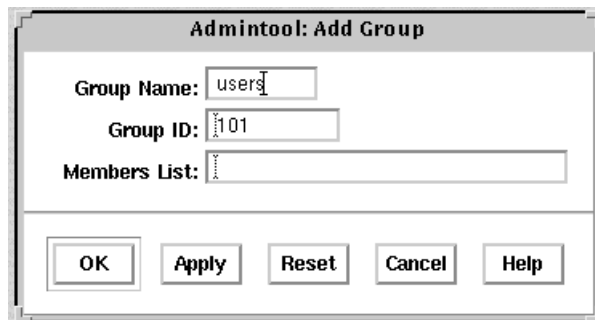 Admintool: Add Group
Group Name: users
Group ID: 101
Members List:
OK Apply Reset Cancel Help